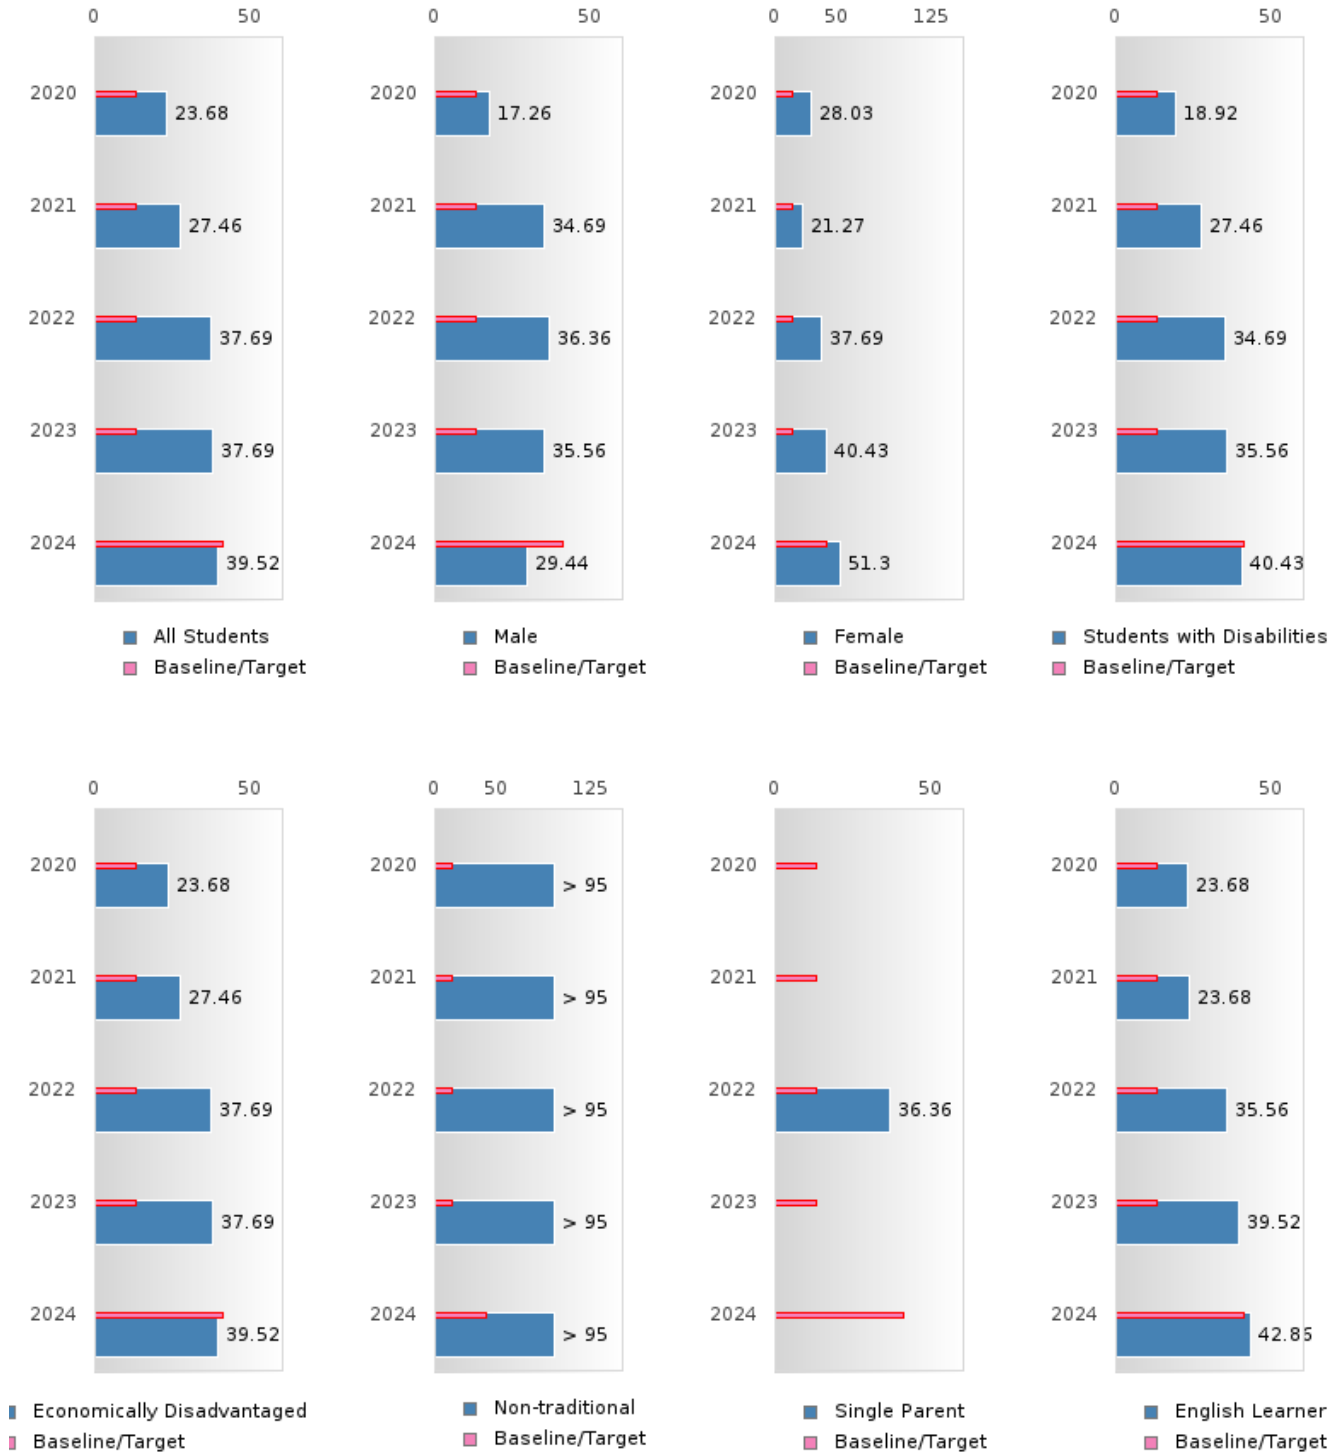 0 50
2020 23.68
2021 27.46
2022 37.69
2023 37.69
2024 39.52
All Students
Baseline/Target
0 50
2020 17.26
2021 34.69
2022 36.36
2023 35.56
2024 29.44
Male
Baseline/Target
0 50 125
2020 28.03
2021 21.27
2022 37.69
2023 40.43
2024 51.3
Female
Baseline/Target
0 50
2020 18.92
2021 27.46
2022 34.69
2023 35.56
2024 40.43
Students with Disabilities
Baseline/Target
0 50
2020 23.68
2021 27.46
2022 37.69
2023 37.69
2024 39.52
Economically Disadvantaged
Baseline/Target
0 50 125
2020 > 95
2021 > 95
2022 > 95
2023 > 95
2024 > 95
Non-traditional
Baseline/Target
0 50
2020
2021
2022 36.36
2023
2024
Single Parent
Baseline/Target
0 50
2020 23.68
2021 23.68
2022 35.56
2023 39.52
2024 42.86
English Learner
Baseline/Target